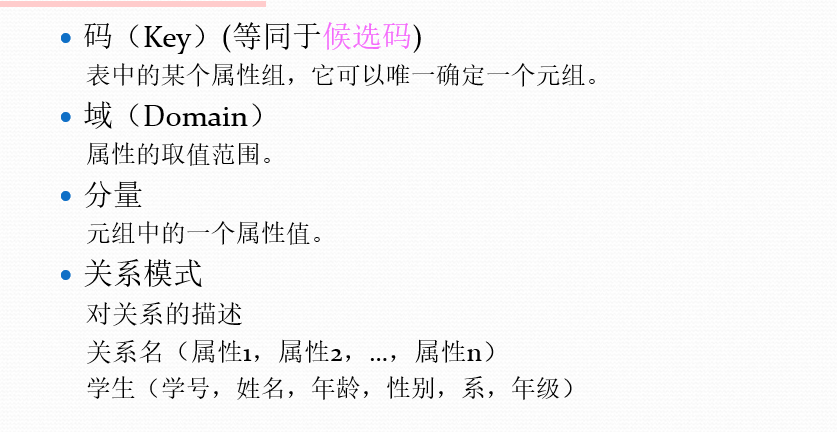 码（Key）(等同于候选码)
表中的某个属性组，它可以唯一确定一个元组。
域（Domain）
属性的取值范围。
分量
元组中的一个属性值。
关系模式
对关系的描述
关系名（属性1，属性2，…，属性n）
学生（学号，姓名，年龄，性别，系，年级）